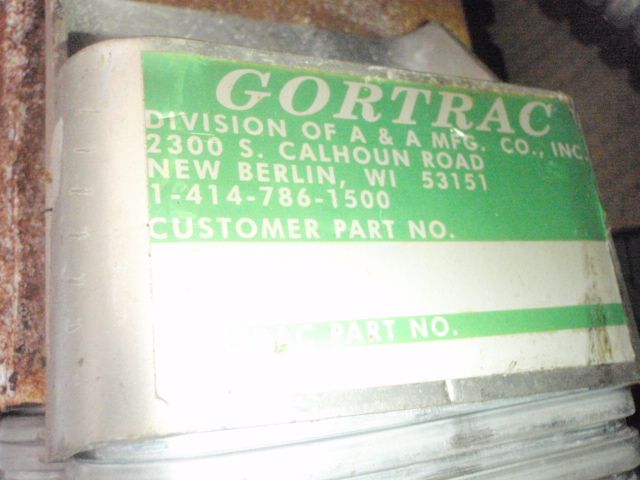 GORTRAC
DIVISION OF A & A MFG. CO., INC.
2300 S. CALHOUN ROAD
NEW BERLIN, WI 53151
1-414-786-1500
CUSTOMER PART NO.
PART NO.